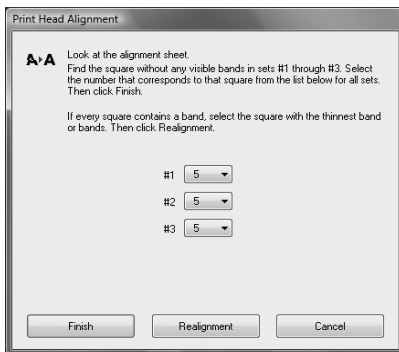 Print Head Alignment
A▸A
Look at the alignment sheet.
Find the square without any visible bands in sets #1 through #3. Select
the number that corresponds to that square from the list below for all sets.
Then click Finish.
If every square contains a band, select the square with the thinnest band
or bands. Then click Realignment.
#1 5
#2 5
#3 5
Finish Realignment Cancel